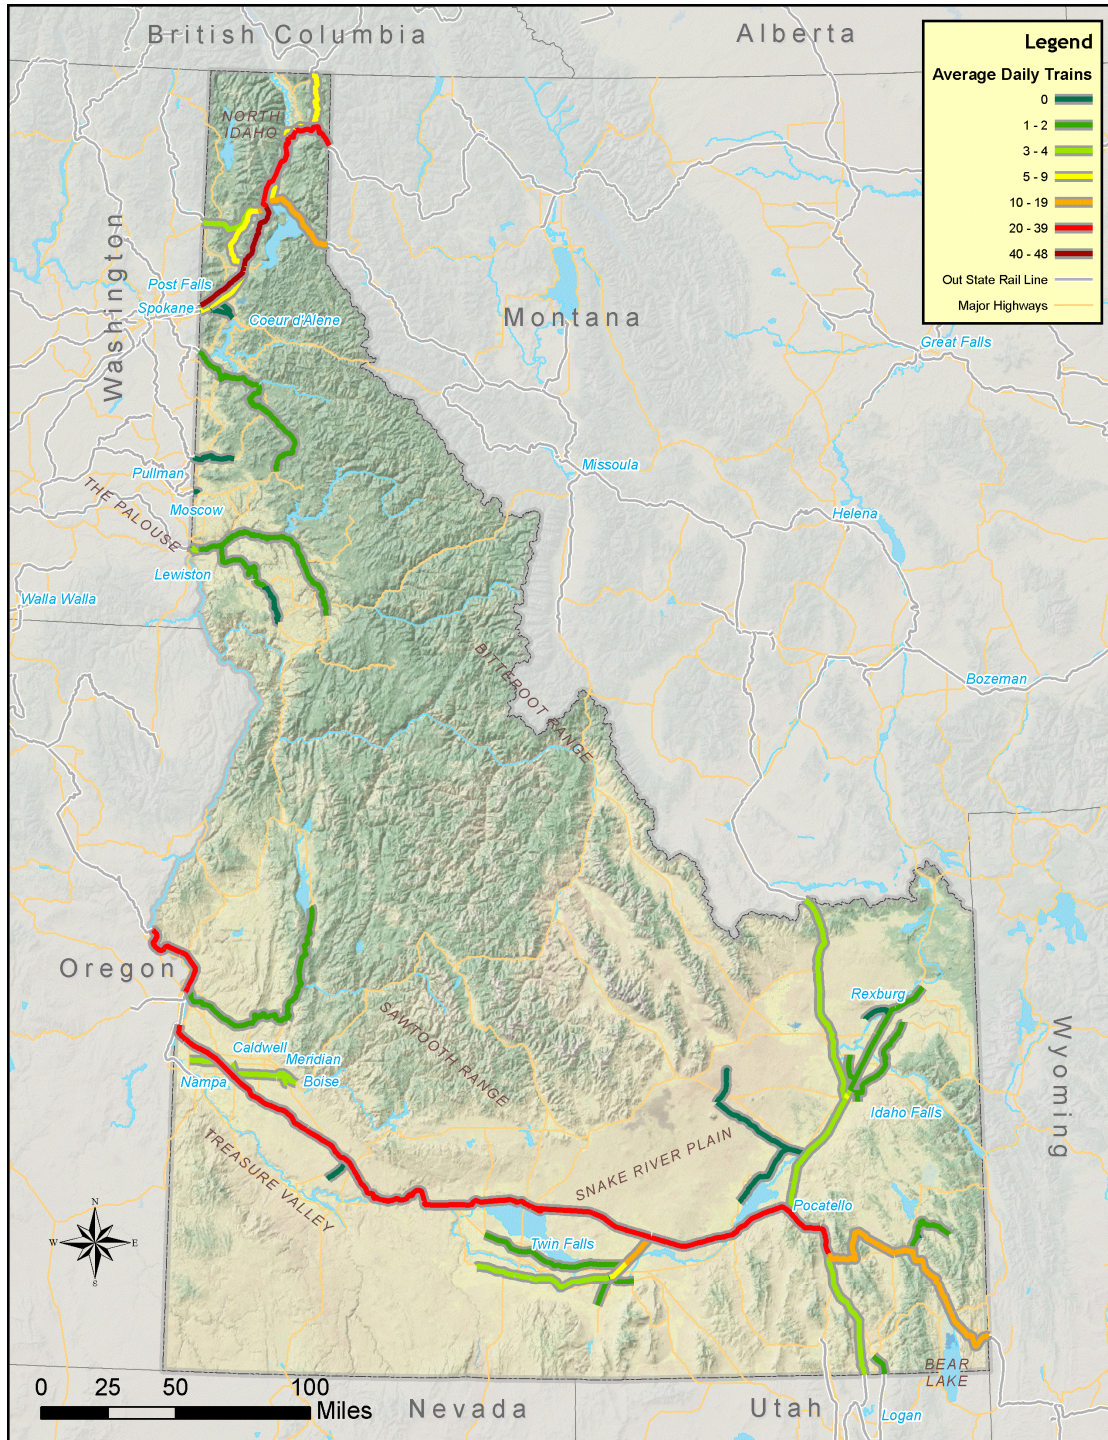 British Columbia
Alberta
Legend
Average Daily Trains
0
1 - 2
3 - 4
5 - 9
10 - 19
20 - 39
40 - 48
Out State Rail Line
Major Highways
NORTH
IDAHO
Washington
Post Falls
Spokane
Coeur d'Alene
Montana
Great Falls
Pullman
Missoula
THE PALOUSE
Moscow
Helena
Lewiston
Walla Walla
BITTEROOT RANGE
Bozeman
Oregon
Rexburg
SAWTOOTH RANGE
Wyoming
Caldwell
Meridian
Nampa
Boise
Idaho Falls
TREASURE VALLEY
SNAKE RIVER PLAIN
Pocatello
N
W
E
S
Twin Falls
BEAR
LAKE
0 25 50 100
Miles
Nevada
Utah
Logan